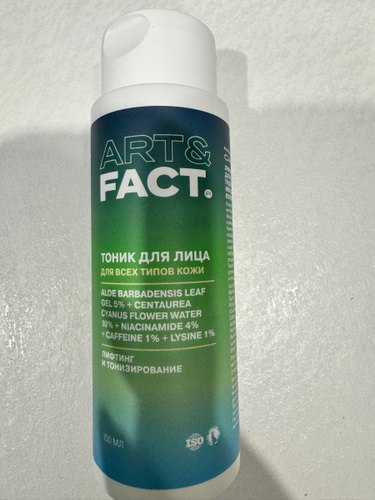 ART&
FACT.
ТОНИК ДЛЯ ЛИЦА
ДЛЯ ВСЕХ ТИПОВ КОЖИ
ALOE BARBADENSIS LEAF
GEL 5% + CENTAUREA
CYANUS FLOWER WATER
10% + NIACINAMIDE 4%
+ CAFFEINE 1% + LYSINE 1%
ЛИФТИНГ
И ТОНИЗИРОВАНИЕ
150 МЛ
ISO